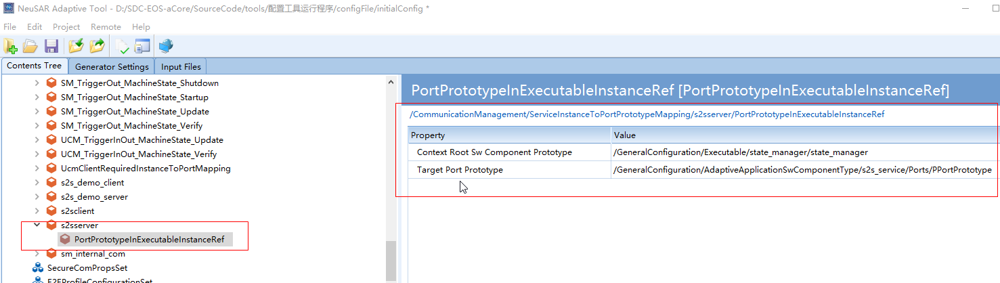 NeuSAR Adaptive Tool - D:/SDC-EOS-aCore/SourceCode/tools/配置工具运行程序/configFile/initialConfig *
File Edit Project Remote Help
Contents Tree Generator Settings Input Files
SM_TriggerOut_MachineState_Shutdown
SM_TriggerOut_MachineState_Startup
SM_TriggerOut_MachineState_Update
SM_TriggerOut_MachineState_Verify
UCM_TriggerInOut_MachineState_Update
UCM_TriggerInOut_MachineState_Verify
UcmClientRequiredInstanceToPortMapping
s2s_demo_client
s2s_demo_server
s2sclient
s2sserver
PortPrototypeInExecutableInstanceRef
sm_internal_com
SecureComPropsSet
E2EProfileConfigurationSet
PortPrototypeInExecutableInstanceRef [PortPrototypeInExecutableInstanceRef]
/CommunicationManagement/ServiceInstanceToPortPrototypeMapping/s2sserver/PortPrototypeInExecutableInstanceRef
Property Value
Context Root Sw Component Prototype /GeneralConfiguration/Executable/state_manager/state_manager
Target Port Prototype /GeneralConfiguration/AdaptiveApplicationSwComponentType/s2s_service/Ports/PPortPrototype